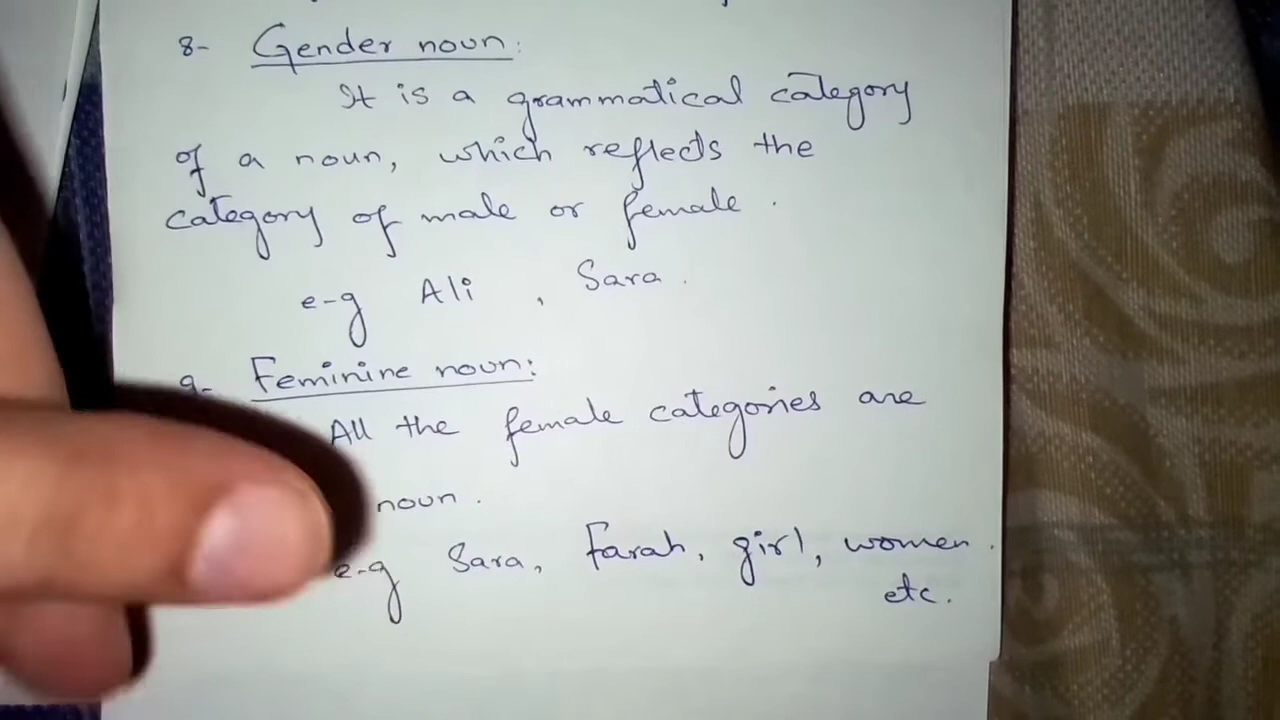 8- Gender noun:
It is a grammatical category
of a noun, which reflects the
category of male or female.
e-g Ali, Sara.
9- Feminine noun:
All the female categories are
noun.
e-g Sara, Farah, girl, women.
etc.